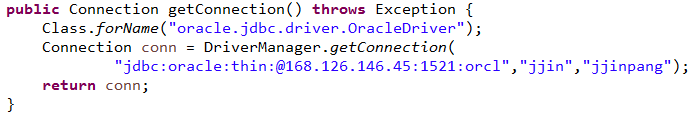 public Connection getConnection() throws Exception {
    Class.forName("oracle.jdbc.driver.OracleDriver");
    Connection conn = DriverManager.getConnection(
            "jdbc:oracle:thin:@168.126.146.45:1521:orcl","jjin","jjinpang");
    return conn;
}